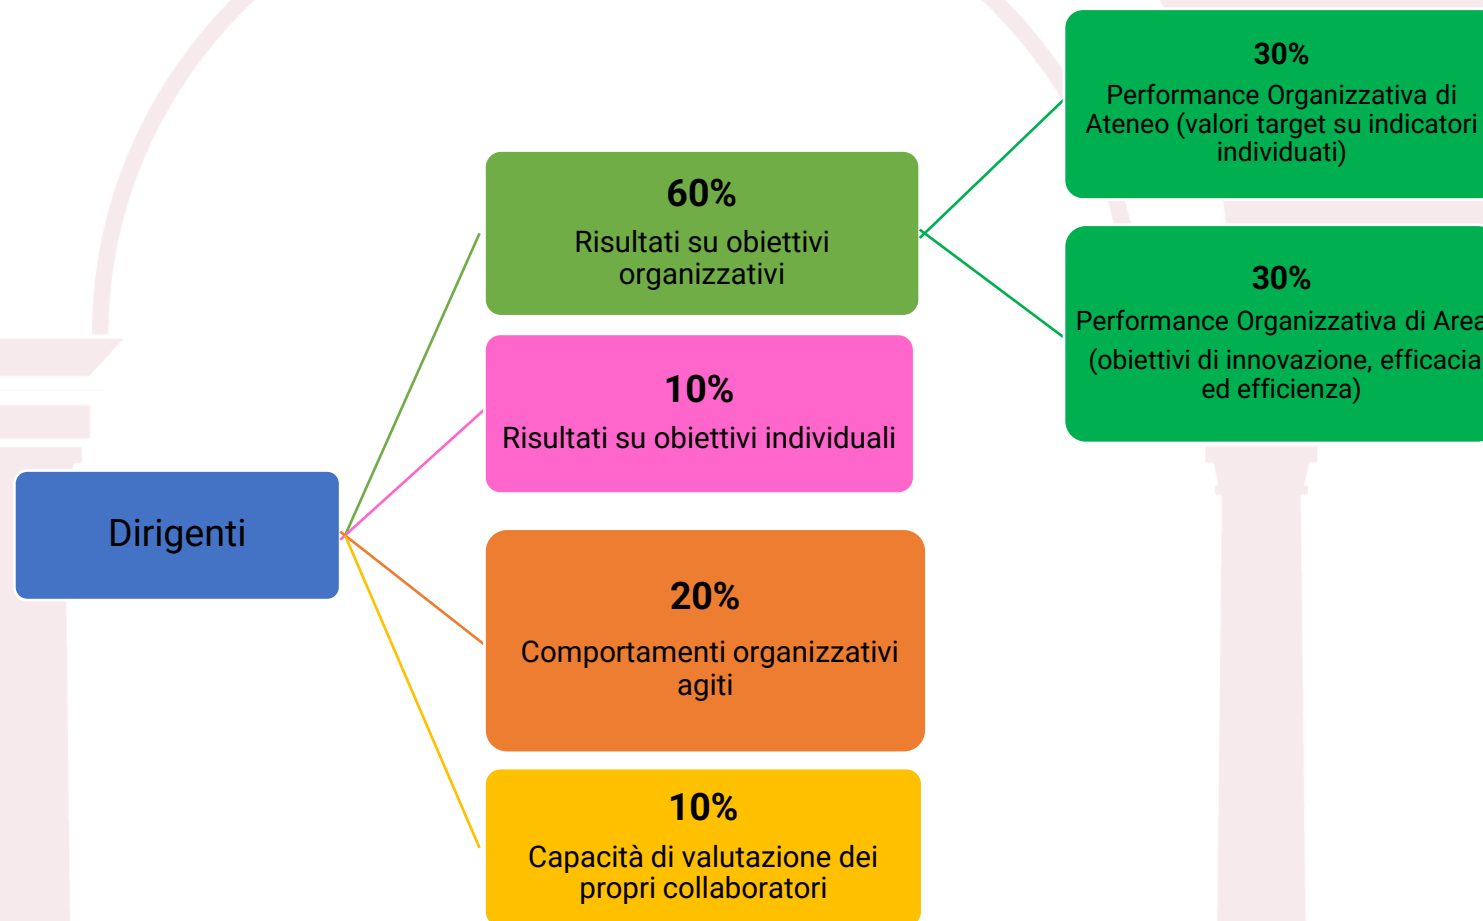 Dirigenti
60%
Risultati su obiettivi
organizzativi
10%
Risultati su obiettivi individuali
20%
Comportamenti organizzativi
agiti
10%
Capacità di valutazione dei
propri collaboratori
30%
Performance Organizzativa di
Ateneo (valori target su indicatori
individuati)
30%
Performance Organizzativa di Area
(obiettivi di innovazione, efficacia
ed efficienza)